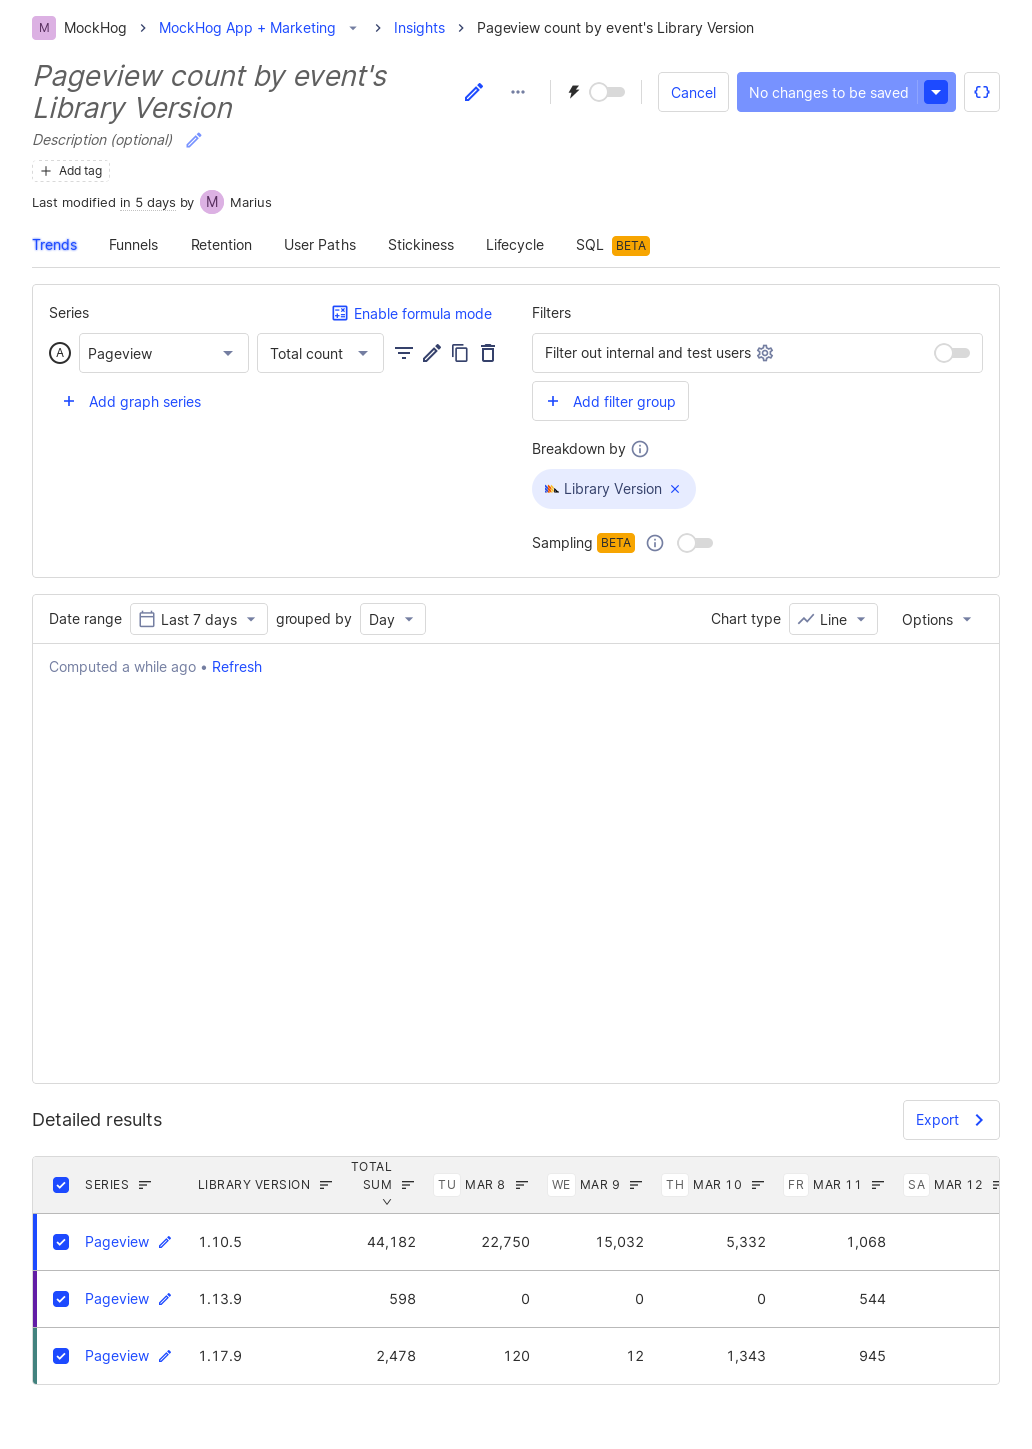 M MockHog > MockHog App + Marketing > Insights > Pageview count by event's Library Version
Pageview count by event's
Library Version
Cancel
No changes to be saved
Description (optional)
Add tag
Last modified in 5 days by M Marius
Trends Funnels Retention User Paths Stickiness Lifecycle SQL BETA
Series
Enable formula mode
A Pageview Total count
Add graph series
Filters
Filter out internal and test users
Add filter group
Breakdown by
Library Version
Sampling BETA
Date range Last 7 days grouped by Day
Chart type Line Options
Computed a while ago • Refresh
Detailed results
Export
SERIES LIBRARY VERSION TOTAL SUM TU MAR 8 WE MAR 9 TH MAR 10 FR MAR 11 SA MAR 12
Pageview 1.10.5 44,182 22,750 15,032 5,332 1,068
Pageview 1.13.9 598 0 0 0 544
Pageview 1.17.9 2,478 120 12 1,343 945